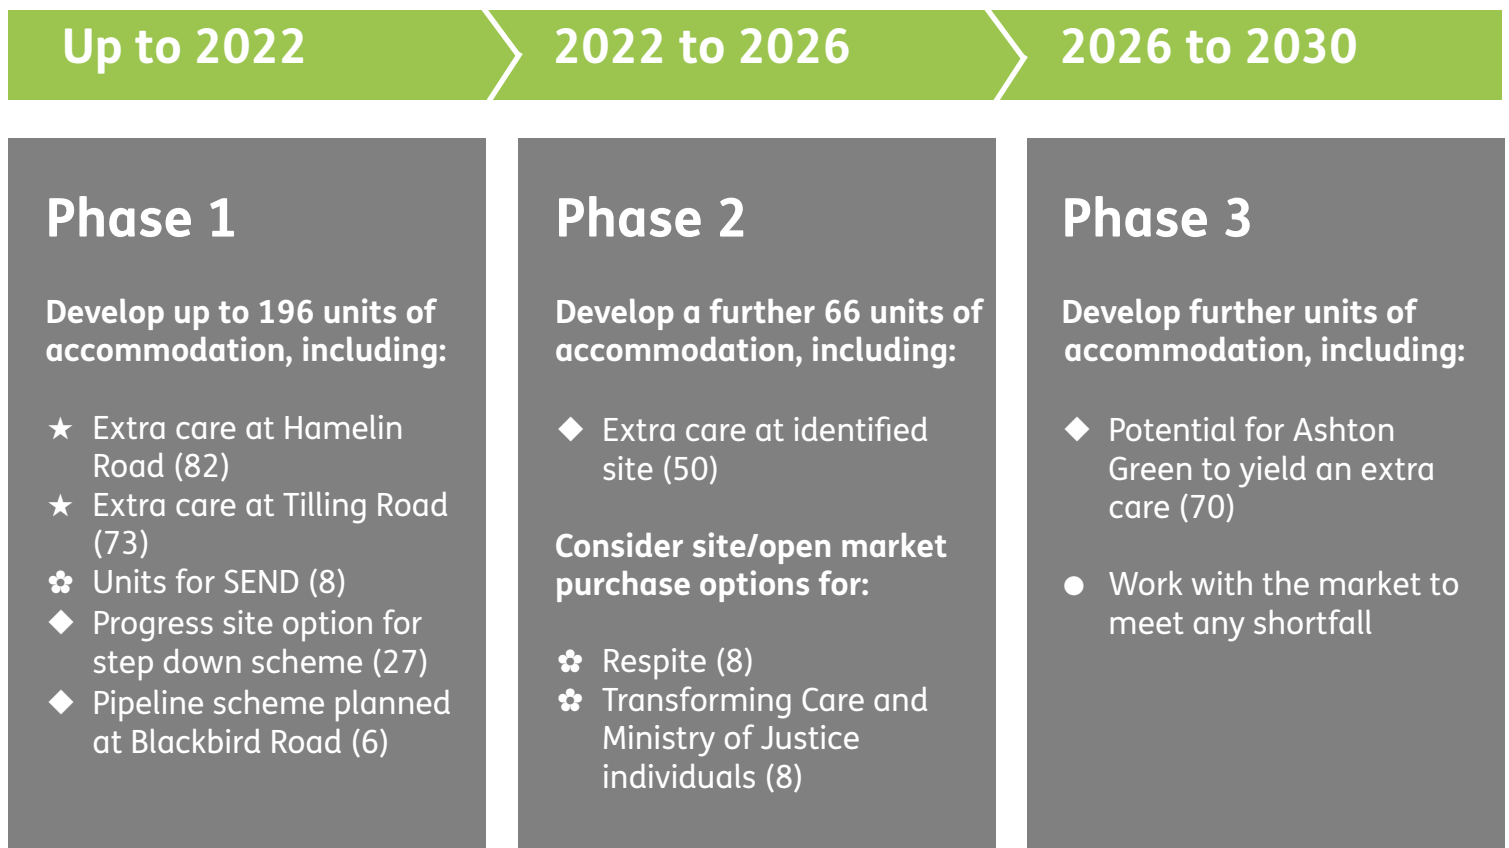 Up to 2022
2022 to 2026
2026 to 2030
Phase 1
Develop up to 196 units of
accommodation, including:
★ Extra care at Hamelin
Road (82)
★ Extra care at Tilling Road
(73)
✿ Units for SEND (8)
◆ Progress site option for
step down scheme (27)
◆ Pipeline scheme planned
at Blackbird Road (6)
Phase 2
Develop a further 66 units of
accommodation, including:
◆ Extra care at identified
site (50)
Consider site/open market
purchase options for:
✿ Respite (8)
✿ Transforming Care and
Ministry of Justice
individuals (8)
Phase 3
Develop further units of
accommodation, including:
◆ Potential for Ashton
Green to yield an extra
care (70)
● Work with the market to
meet any shortfall